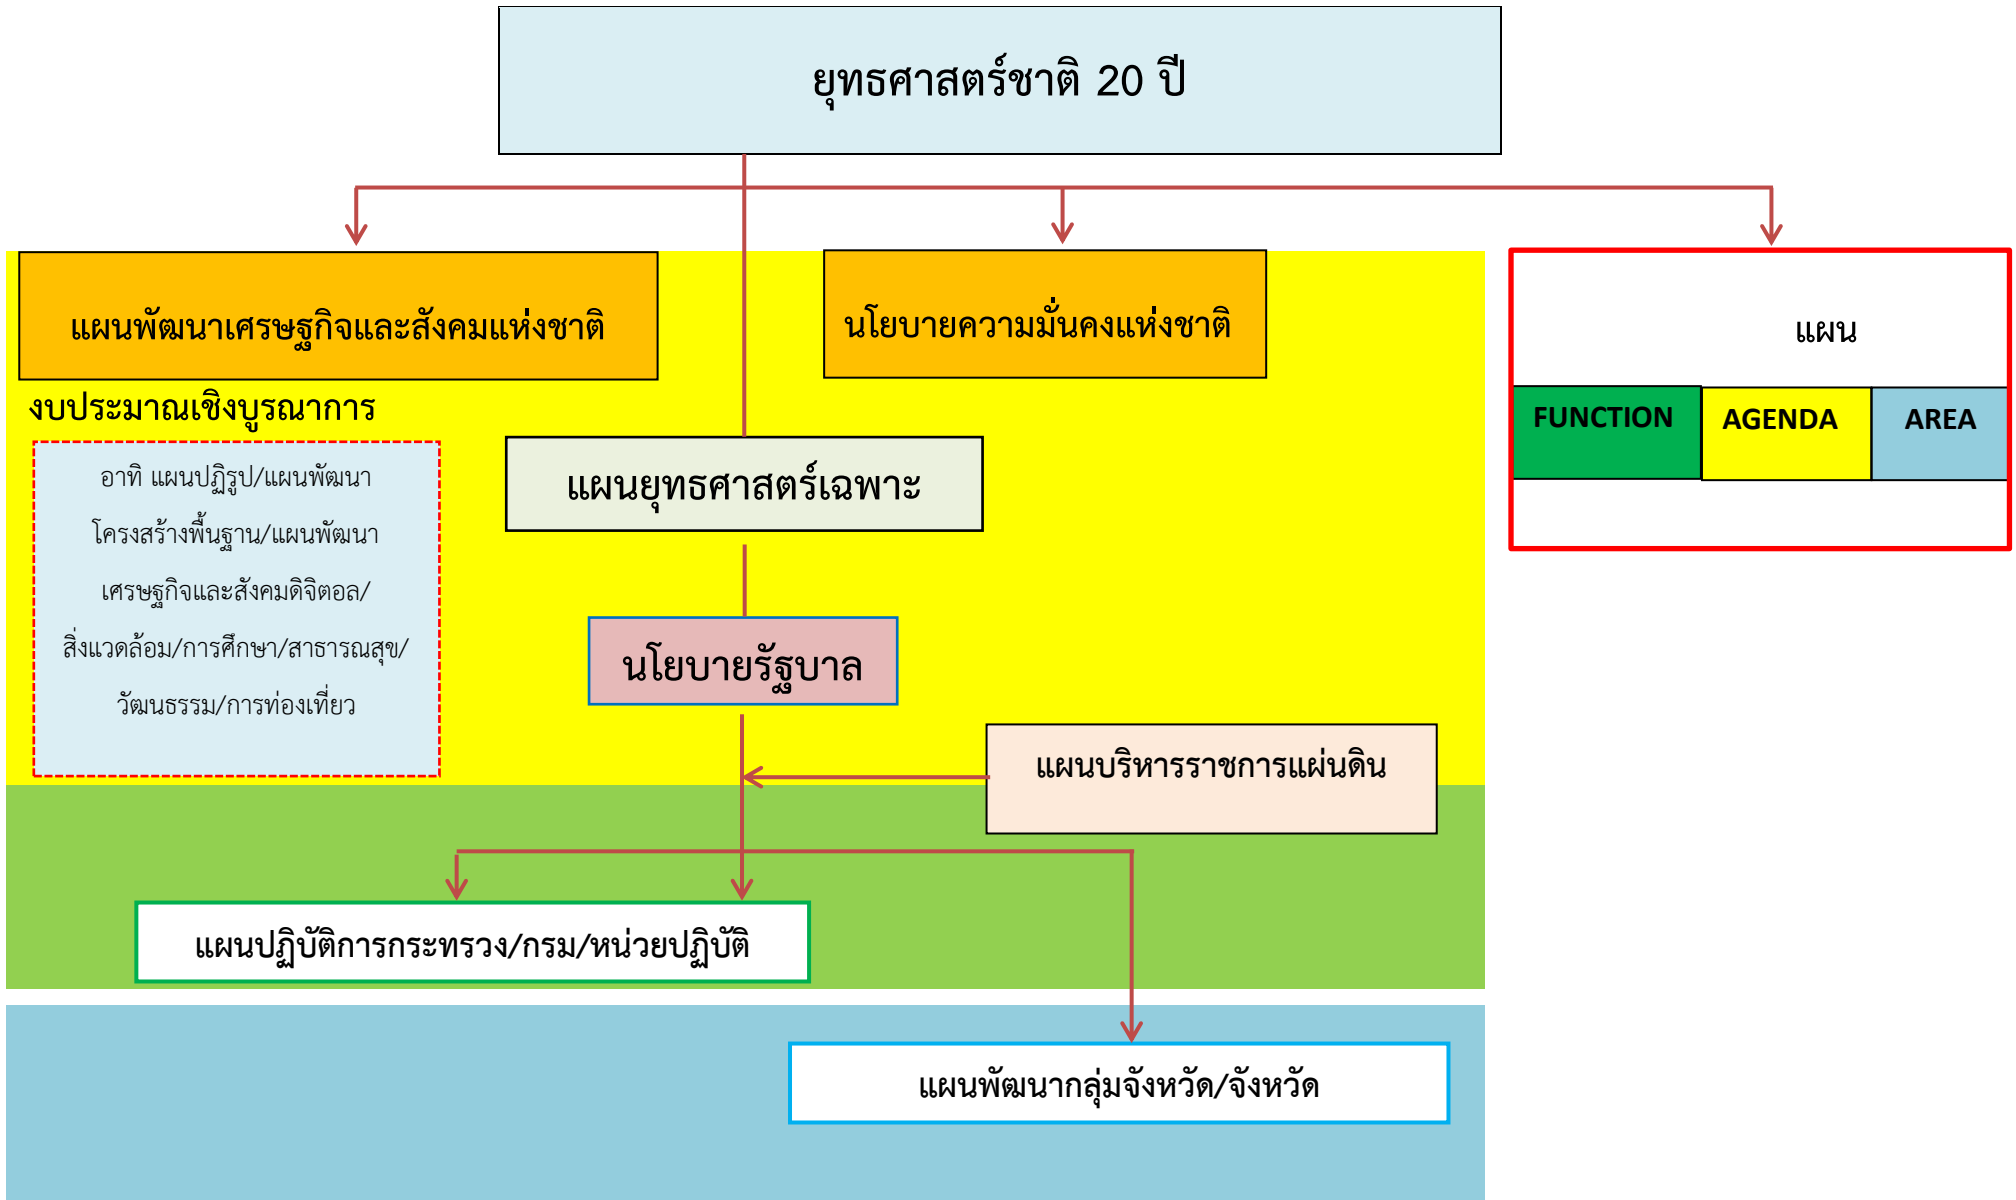 ยุทธศาสตร์ชาติ 20 ปี
แผนพัฒนาเศรษฐกิจและสังคมแห่งชาติ
นโยบายความมั่นคงแห่งชาติ
แผน
FUNCTION
AGENDA
AREA
งบประมาณเชิงบูรณาการ
อาทิ แผนปฏิรูป/แผนพัฒนา
โครงสร้างพื้นฐาน/แผนพัฒนา
เศรษฐกิจและสังคมดิจิตอล/
สิ่งแวดล้อม/การศึกษา/สาธารณสุข/
วัฒนธรรม/การท่องเที่ยว
แผนยุทธศาสตร์เฉพาะ
นโยบายรัฐบาล
แผนบริหารราชการแผ่นดิน
แผนปฏิบัติการกระทรวง/กรม/หน่วยปฏิบัติ
แผนพัฒนากลุ่มจังหวัด/จังหวัด